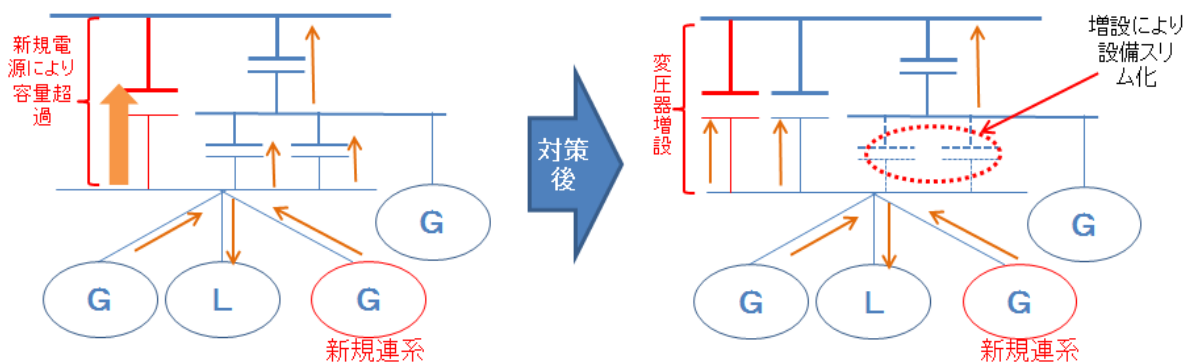 新規電
源により
容量超
過
G
G
L
G
新規連系
対策
後
変
圧
器
増
設
増設により
設備スリ
ム化
G
G
L
G
新規連系